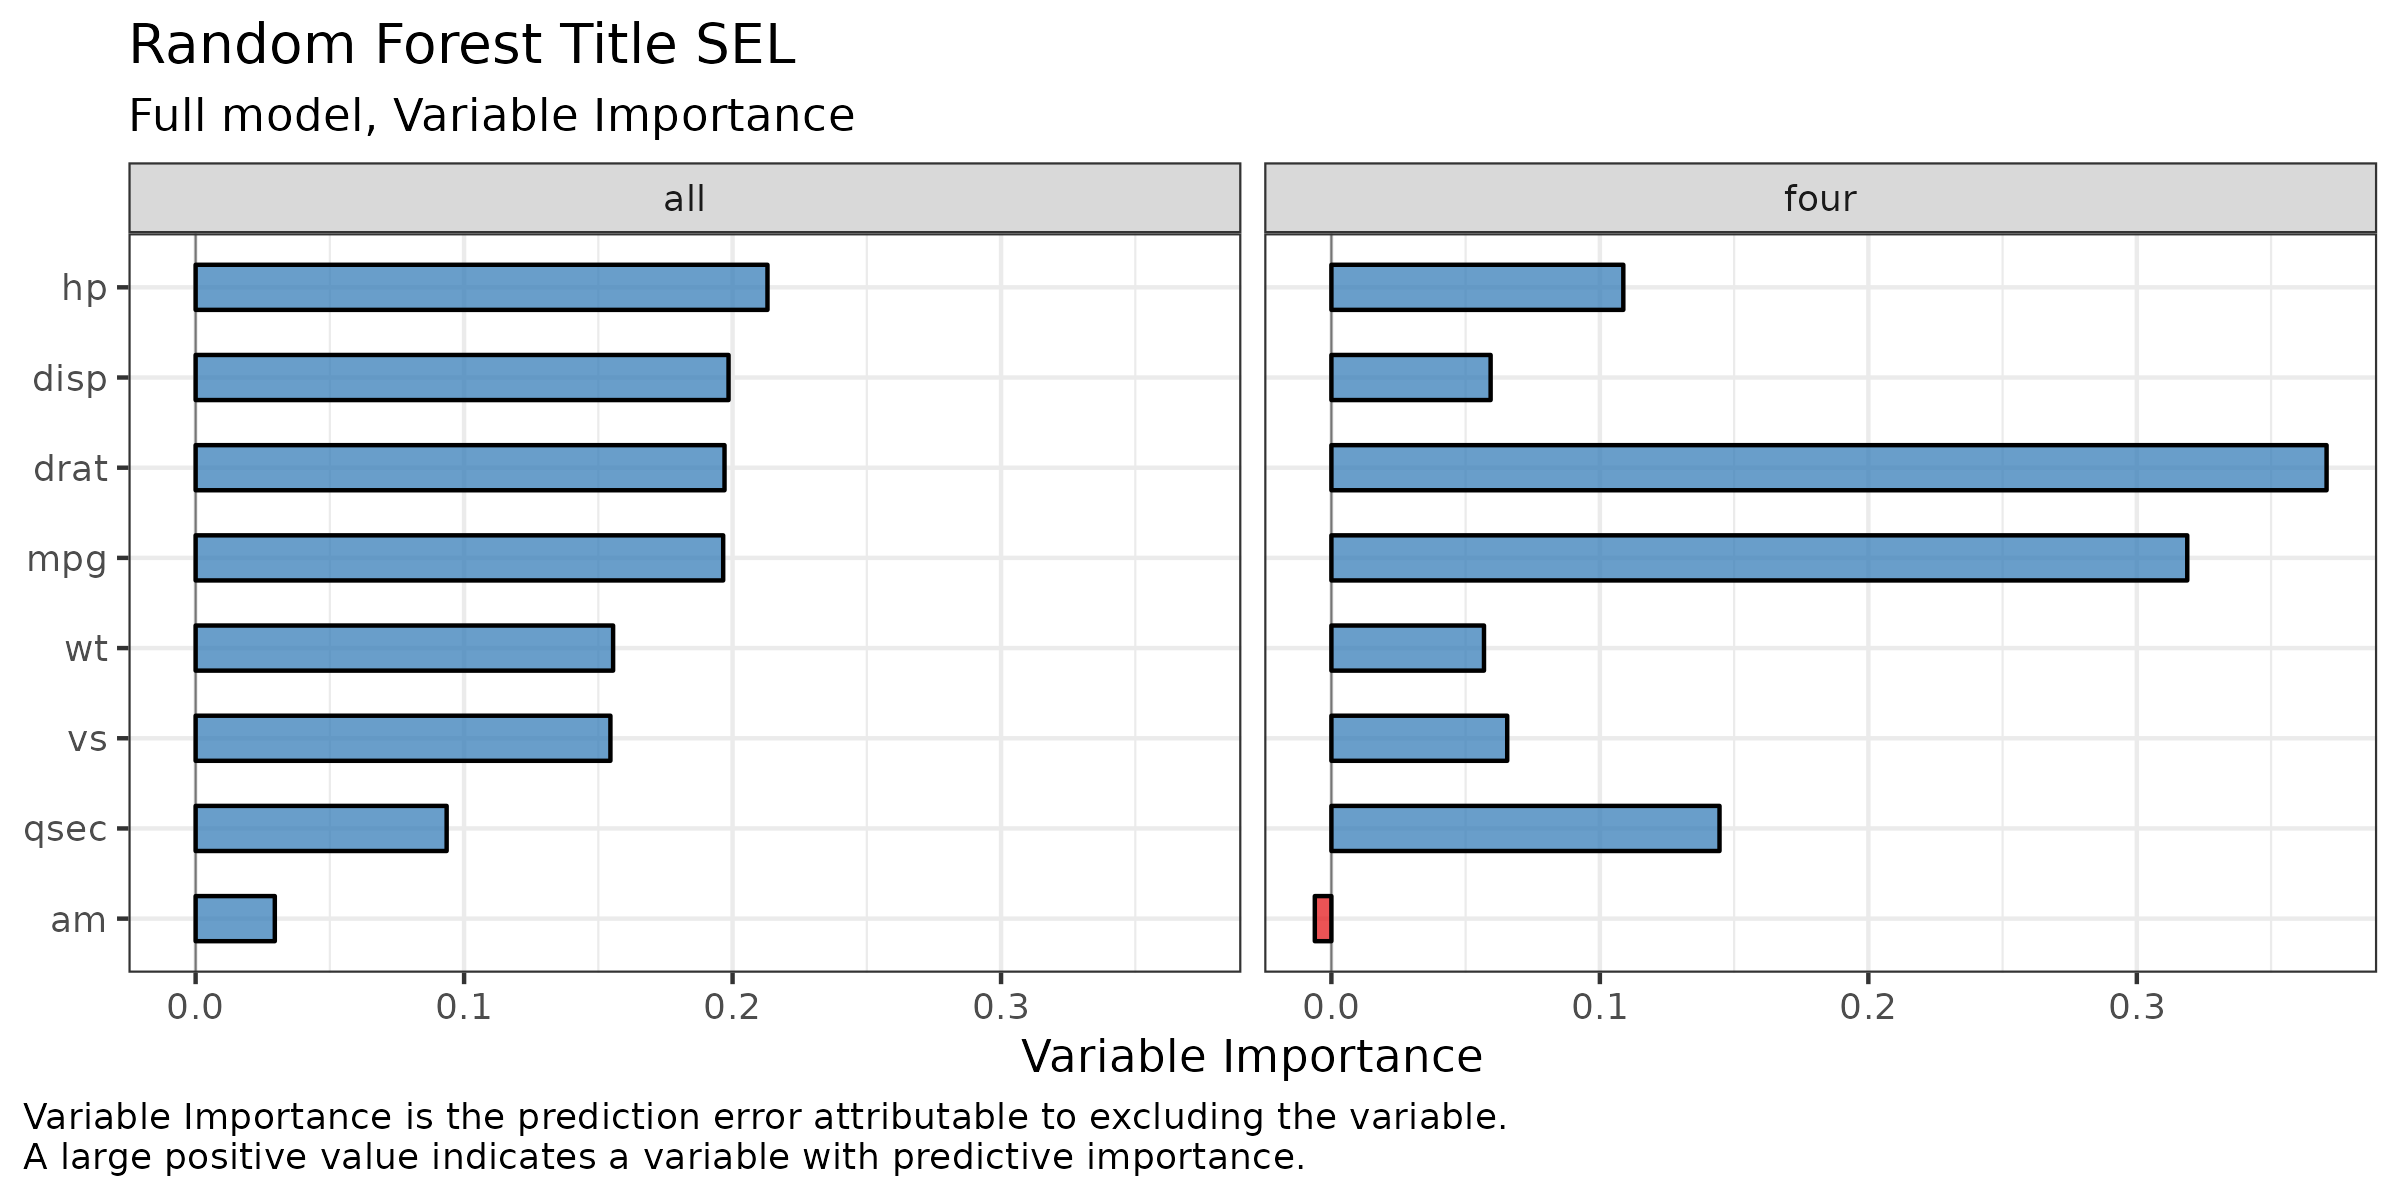 Random Forest Title SEL
Full model, Variable Importance
all
four
hp
disp
drat
mpg
wt
vs
qsec
am
0.0 0.1 0.2 0.3
0.0 0.1 0.2 0.3
Variable Importance
Variable Importance is the prediction error attributable to excluding the variable.
A large positive value indicates a variable with predictive importance.